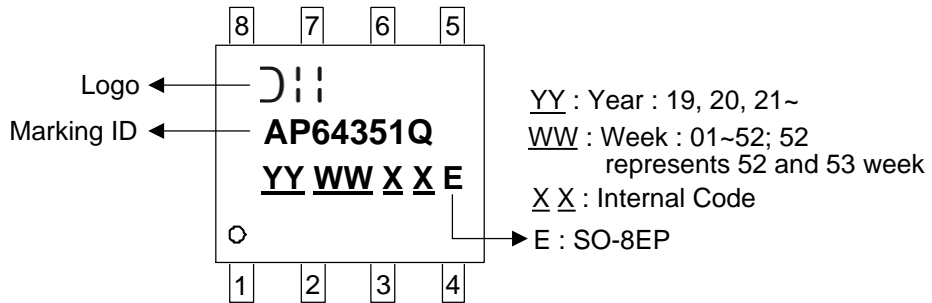 8 7 6 5
Logo
Marking ID
AP64351Q
YY WW X X E
1 2 3 4
YY : Year : 19, 20, 21~
WW : Week : 01~52; 52
represents 52 and 53 week
X X : Internal Code
E : SO-8EP